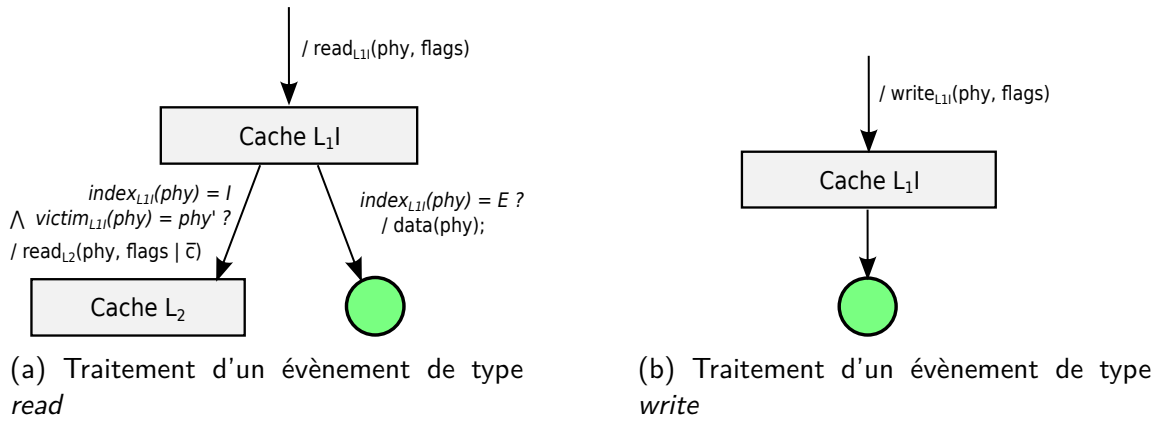 / read_L1I(phy, flags)
Cache L₁I
index_L1I(phy) = I
⋀ victim_L1I(phy) = phy' ?
/ read_L2(phy, flags | c̅)
index_L1I(phy) = E ?
/ data(phy);
Cache L₂
(a) Traitement d'un évènement de type
read
/ write_L1I(phy, flags)
Cache L₁I
(b) Traitement d'un évènement de type
write